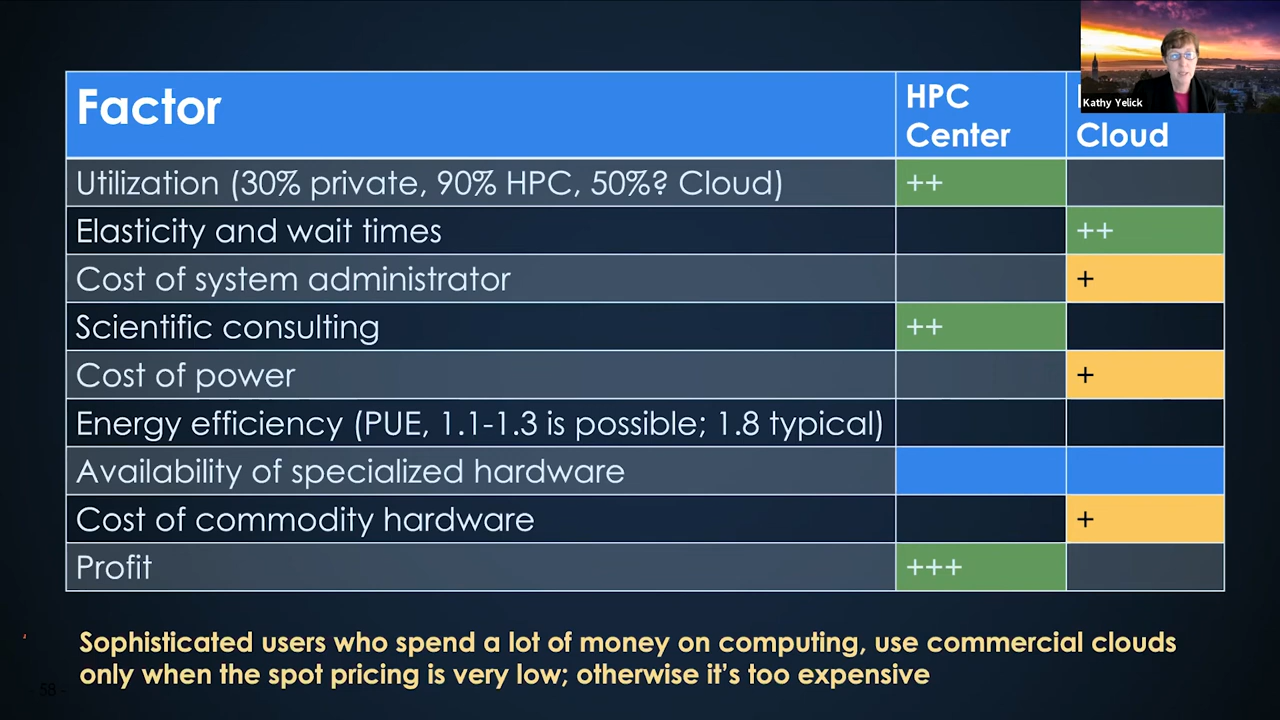 Kathy Yelick
Factor
HPC
Center
Cloud
Utilization (30% private, 90% HPC, 50%? Cloud)
++
Elasticity and wait times
++
Cost of system administrator
+
Scientific consulting
++
Cost of power
+
Energy efficiency (PUE, 1.1-1.3 is possible; 1.8 typical)
Availability of specialized hardware
Cost of commodity hardware
+
Profit
+++
Sophisticated users who spend a lot of money on computing, use commercial clouds
only when the spot pricing is very low; otherwise it's too expensive
58